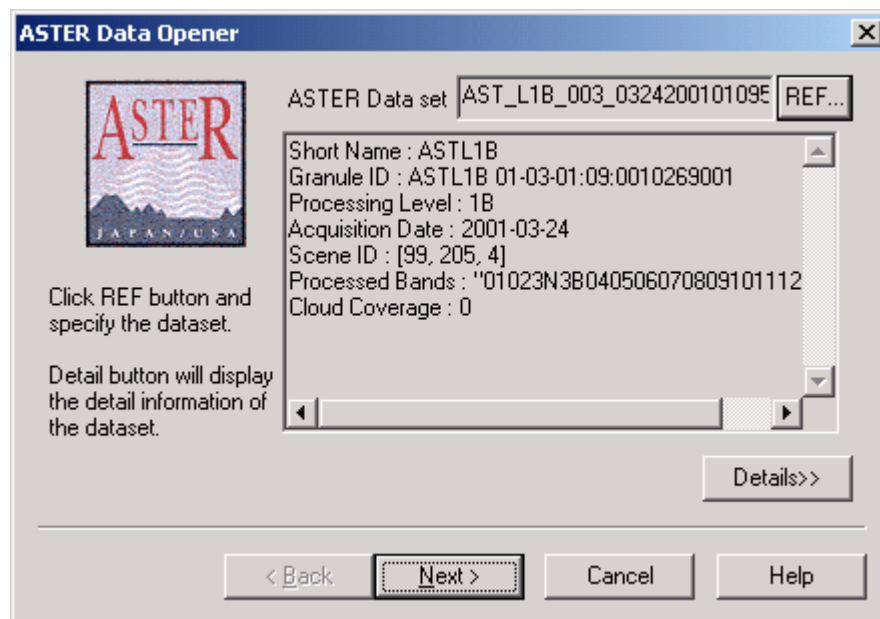 ASTER Data Opener
ASTER
JAPAN/USA
ASTER Data set AST_L1B_003_0324200101095 REF...
Short Name : ASTL1B
Granule ID : ASTL1B 01-03-01:09:0010269001
Processing Level : 1B
Acquisition Date : 2001-03-24
Scene ID : [99, 205, 4]
Processed Bands : "01023N3B040506070809101112
Cloud Coverage : 0
Click REF button and
specify the dataset.
Detail button will display
the detail information of
the dataset.
Details>>
< Back Next > Cancel Help